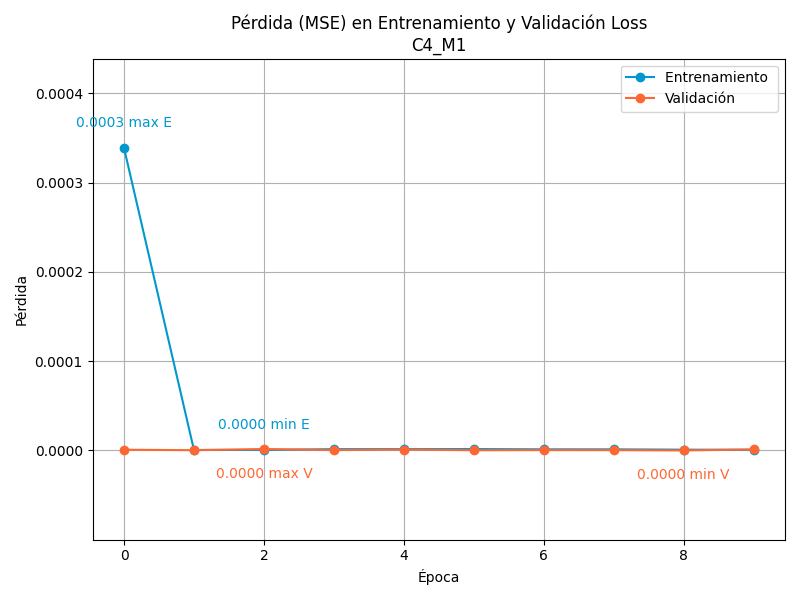 Pérdida (MSE) en Entrenamiento y Validación Loss
C4_M1
Entrenamiento
Validación
0.0004
0.0003 max E
0.0003
0.0002
Pérdida
0.0001
0.0000 min E
0.0000
0.0000 max V
0.0000 min V
0 2 4 6 8
Época